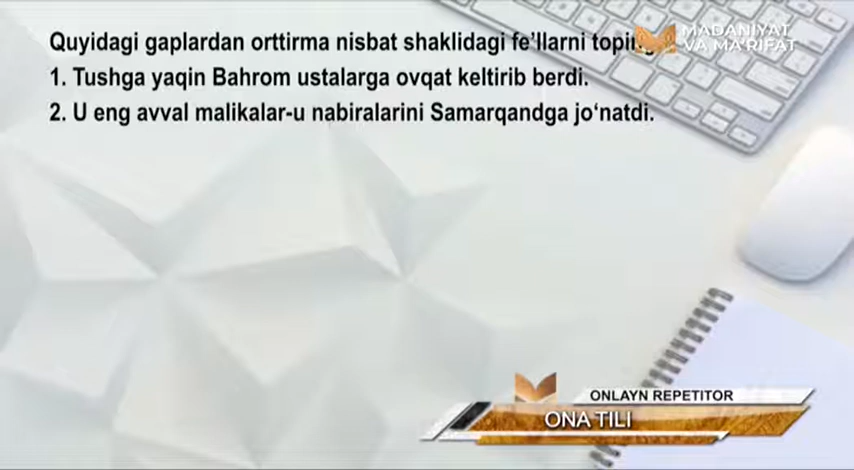 Quyidagi gaplardan orttirma nisbat shaklidagi fe’llarni toping
MADANIYAT
VA MA'RIFAT
1. Tushga yaqin Bahrom ustalarga ovqat keltirib berdi.
2. U eng avval malikalar-u nabiralarini Samarqandga jo‘natdi.
ONLAYN REPETITOR
ONA TILI